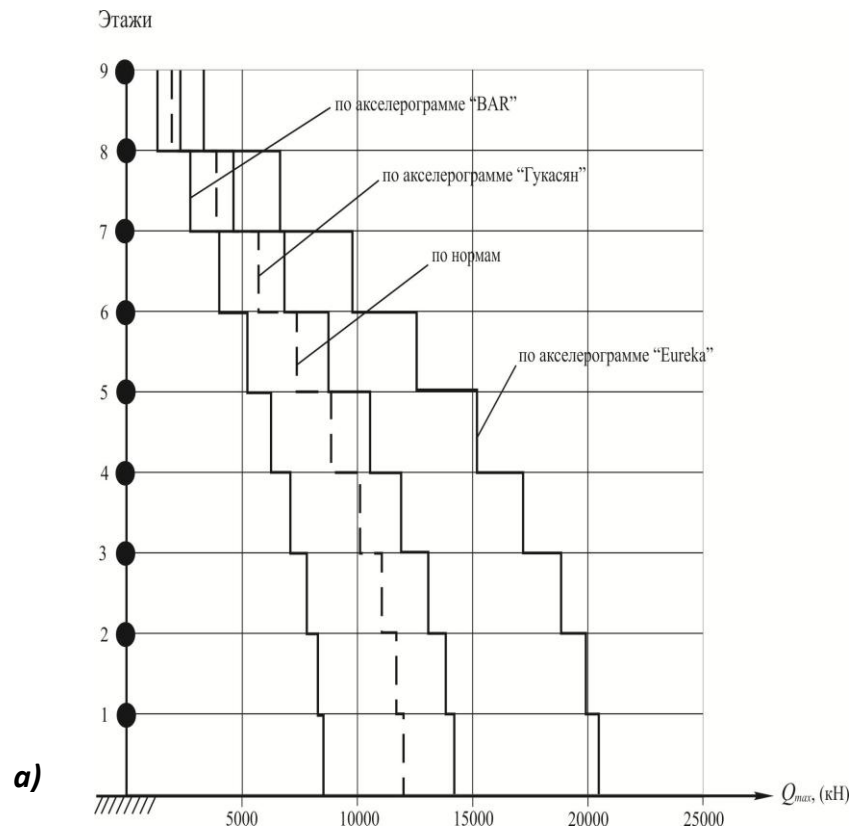 Этажи
9
по акселерограмме “BAR”
8
по акселерограмме “Гукасян”
7
по нормам
6
по акселерограмме “Eureka”
5
4
3
2
1
а)
Qmax, (кН)
5000 10000 15000 20000 25000